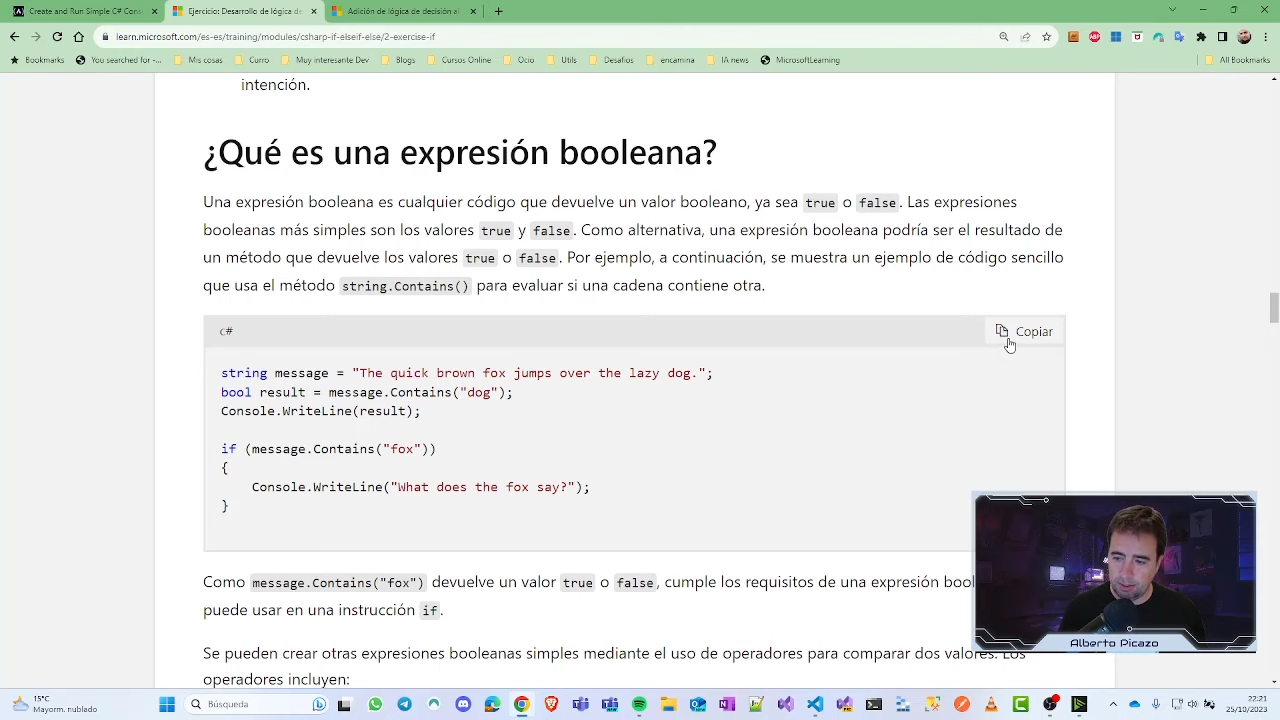 Create and Run Simple C# Cons
Ejercicio: Desarrollo de lógica de
Adición de lógica de decisión al
learn.microsoft.com/es-es/training/modules/csharp-if-elseif-else/2-exercise-if
Bookmarks
You searched for -...
Mis cosas
Curro
Muy interesante Dev
Blogs
Cursos Online
Ocio
Utils
Desafios
encamina
IA news
MicrosoftLearning
All Bookmarks
intención.
¿Qué es una expresión booleana?
Una expresión booleana es cualquier código que devuelve un valor booleano, ya sea true o false. Las expresiones
booleanas más simples son los valores true y false. Como alternativa, una expresión booleana podría ser el resultado de
un método que devuelve los valores true o false. Por ejemplo, a continuación, se muestra un ejemplo de código sencillo
que usa el método string.Contains() para evaluar si una cadena contiene otra.
c#
Copiar
string message = "The quick brown fox jumps over the lazy dog.";
bool result = message.Contains("dog");
Console.WriteLine(result);
if (message.Contains("fox"))
{
Console.WriteLine("What does the fox say?");
}
Como message.Contains("fox") devuelve un valor true o false, cumple los requisitos de una expresión bool
puede usar en una instrucción if.
Se pueden crear otras expresiones booleanas simples mediante el uso de operadores para comparar dos valores. Los
operadores incluyen:
Alberto Picazo
15°C
Mayorm. nublado
Búsqueda
22:21
25/10/2023